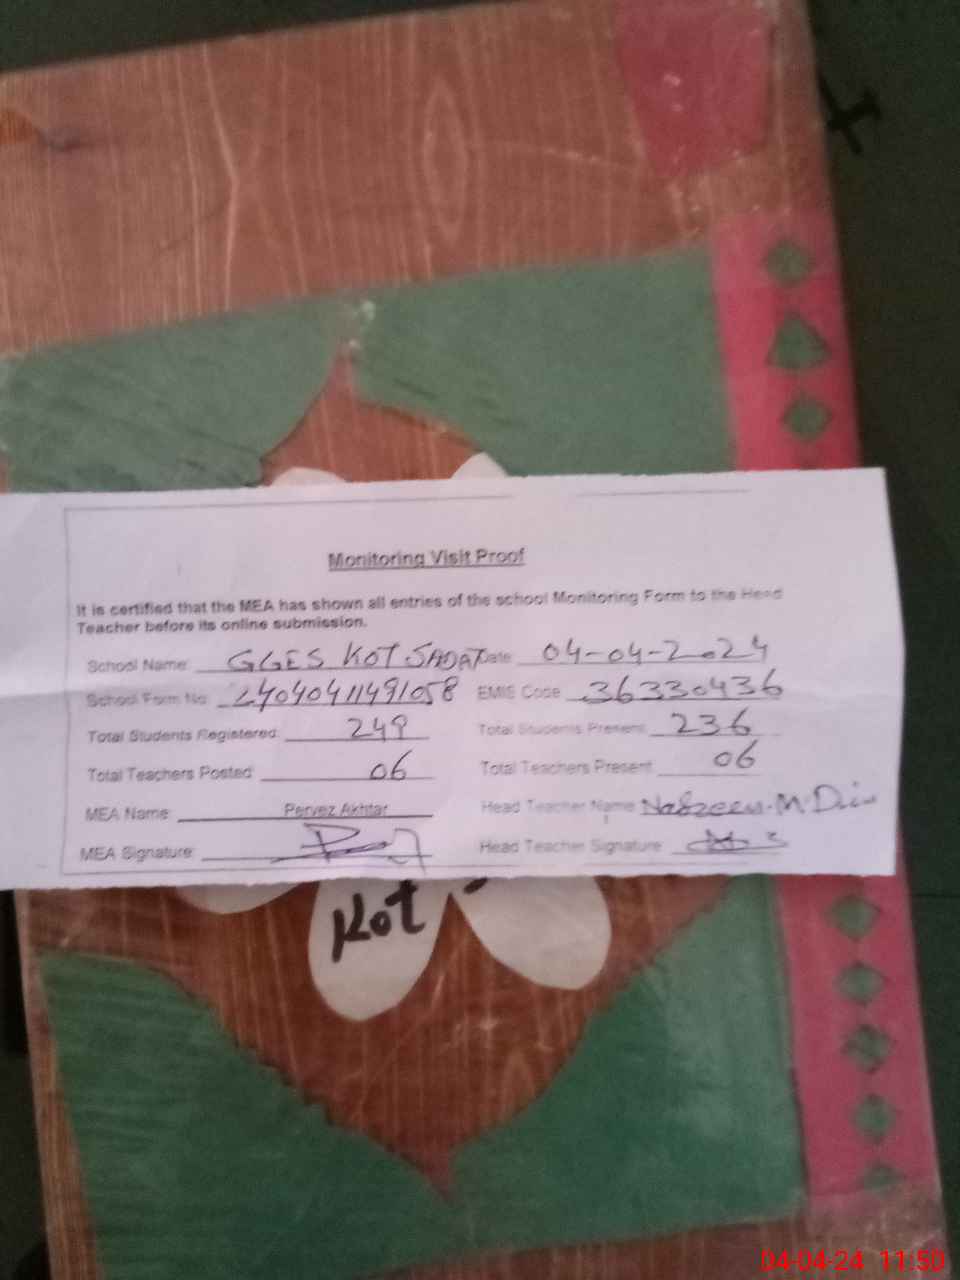 Monitoring Visit Proof
It is certified that the MEA has shown all entries of the school Monitoring Form to the Head
Teacher before its online submission.
School Name: GGES KOT SADAT Date 04-04-2024
School Form No: 24040411491058 EMIS Code 36330436
Total Students Registered: 249 Total Students Present 236
Total Teachers Posted: 06 Total Teachers Present 06
MEA Name: Pervez Akhtar Head Teacher Name
MEA Signature: Head Teacher Signature
Kot
04-04-24 11:50